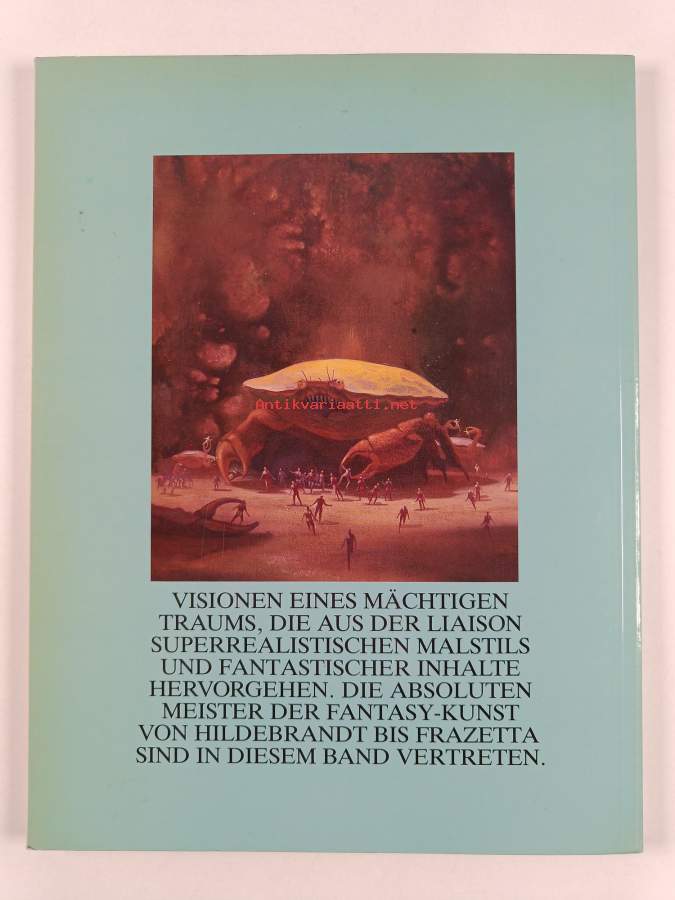 Antikvariaatti.net
VISIONEN EINES MÄCHTIGEN
TRAUMS, DIE AUS DER LIAISON
SUPERREALISTISCHEN MALSTILS
UND FANTASTISCHER INHALTE
HERVORGEHEN. DIE ABSOLUTEN
MEISTER DER FANTASY-KUNST
VON HILDEBRANDT BIS FRAZETTA
SIND IN DIESEM BAND VERTRETEN.